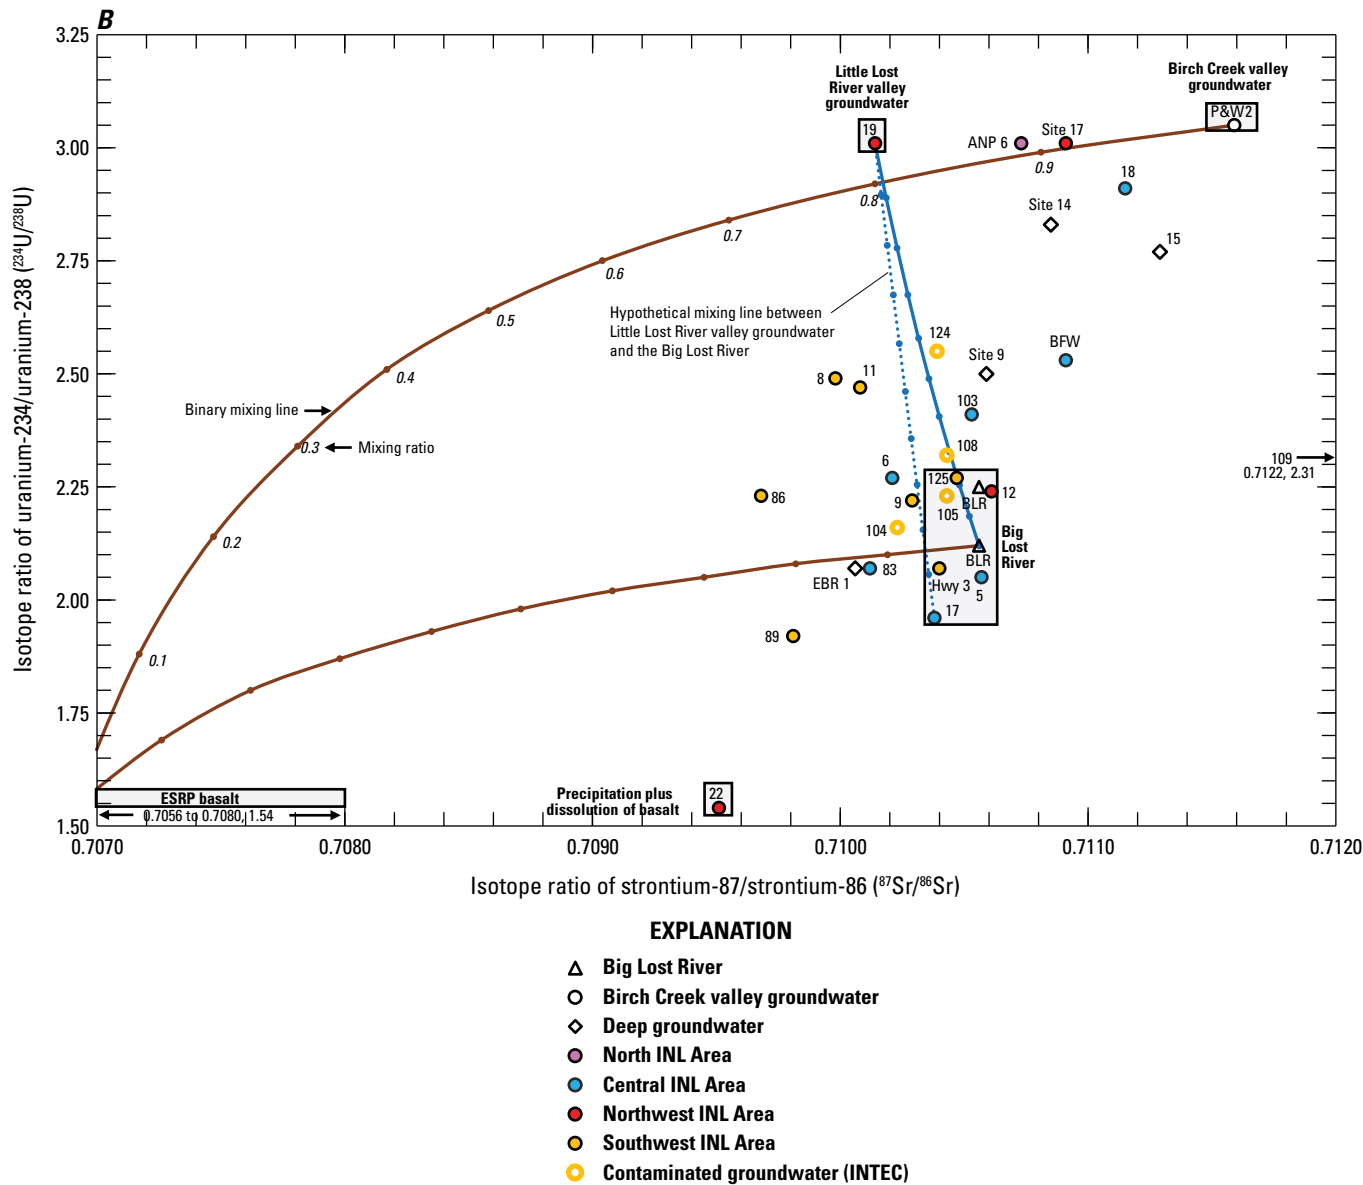 B
3.25
3.00
2.75
2.50
2.25
2.00
1.75
1.50
Isotope ratio of uranium-234/uranium-238 (²³⁴U/²³⁸U)
Little Lost
River valley
groundwater
19
Birch Creek valley
groundwater
P&W2
ANP 6
Site 17
0.9
18
0.8
Site 14
15
0.7
0.6
Hypothetical mixing line between
Little Lost River valley groundwater
and the Big Lost River
0.5
124
BFW
Site 9
8
11
0.4
103
Binary mixing line
0.3
Mixing ratio
108
109
0.7122, 2.31
6
125
12
BLR
86
9
105
104
0.2
Big
Lost
River
BLR
EBR 1
83
Hwy 3
5
17
89
0.1
ESRP basalt
0.7056 to 0.7080, 1.54
Precipitation plus
dissolution of basalt
22
0.7070
0.7080
0.7090
0.7100
0.7110
0.7120
Isotope ratio of strontium-87/strontium-86 (⁸⁷Sr/⁸⁶Sr)
EXPLANATION
Big Lost River
Birch Creek valley groundwater
Deep groundwater
North INL Area
Central INL Area
Northwest INL Area
Southwest INL Area
Contaminated groundwater (INTEC)